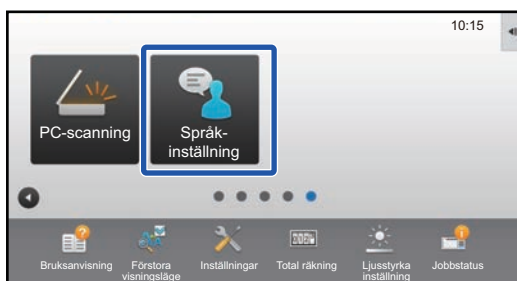 10:15
PC-scanning
Språk-
inställning
Bruksanvisning
Förstora
visningsläge
Inställningar
Total räkning
Ljusstyrka
inställning
Jobbstatus